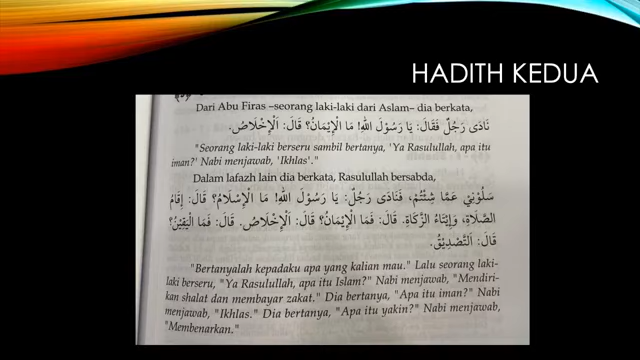 HADITH KEDUA
Dari Abu Firas –seorang laki-laki dari Aslam– dia berkata,
نَادَى رَجُلٌ فَقَالَ: يَا رَسُوْلَ اللهِ! مَا الْإِيْمَانُ؟ قَالَ: اَلْإِخْلَاصُ.
"Seorang laki-laki berseru sambil bertanya, 'Ya Rasulullah, apa itu
iman?' Nabi menjawab, 'Ikhlas'."
Dalam lafazh lain dia berkata, Rasulullah bersabda,
سَلُوْنِيْ عَمَّا شِئْتُمْ، فَنَادَى رَجُلٌ: يَا رَسُوْلَ اللهِ! مَا الْإِسْلَامُ؟ قَالَ: إِقَامُ
الصَّلَاةِ، وَإِيْتَاءُ الزَّكَاةِ. قَالَ: فَمَا الْإِيْمَانُ؟ قَالَ: اَلْإِخْلَاصُ. قَالَ: فَمَا الْيَقِيْنُ؟
قَالَ: اَلتَّصْدِيْقُ.
"Bertanyalah kepadaku apa yang kalian mau." Lalu seorang laki-
laki berseru, "Ya Rasulullah, apa itu Islam?" Nabi menjawab, "Mendiri-
kan shalat dan membayar zakat." Dia bertanya, "Apa itu iman?" Nabi
menjawab, "Ikhlas." Dia bertanya, "Apa itu yakin?" Nabi menjawab,
"Membenarkan."